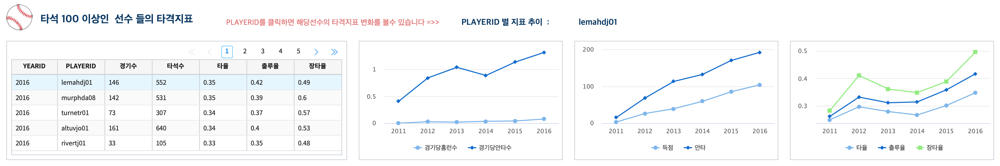 타석 100 이상인 선수 들의 타격지표
PLAYERID를 클릭하면 해당선수의 타격지표 변화를 볼수 있습니다 =>>
PLAYERID 별 지표 추이 : lemahdj01
1 2 3 4 5
YEARID PLAYERID 경기수 타석수 타율 출루율 장타율
2016 lemahdj01 146 552 0.35 0.42 0.49
2016 murphda08 142 531 0.35 0.39 0.6
2016 turnetr01 73 307 0.34 0.37 0.57
2016 altuvjo01 161 640 0.34 0.4 0.53
2016 rivertj01 33 105 0.33 0.35 0.48
1
0.5
0
2011 2012 2013 2014 2015 2016
경기당홈런수 경기당안타수
200
100
0
2011 2012 2013 2014 2015 2016
득점 안타
0.5
0.4
0.3
2011 2012 2013 2014 2015 2016
타율 출루율 장타율